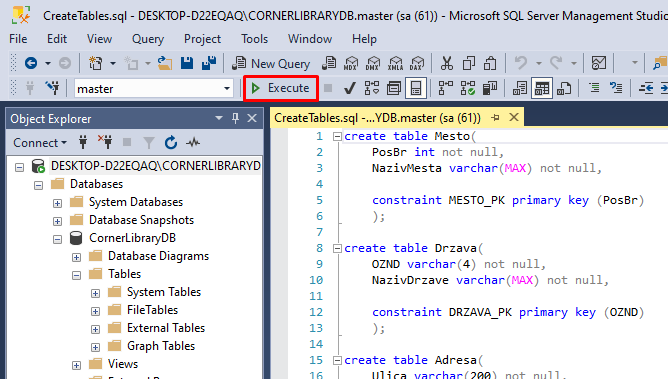 CreateTables.sql - DESKTOP-D22EQAQ\CORNERLIBRARYDB.master (sa (61)) - Microsoft SQL Server Management Studio
File Edit View Query Project Tools Window Help
New Query MDX DMX XMLA DAX
master Execute
Object Explorer
Connect
DESKTOP-D22EQAQ\CORNERLIBRARYD
Databases
System Databases
Database Snapshots
CornerLibraryDB
Database Diagrams
Tables
System Tables
FileTables
External Tables
Graph Tables
Views
CreateTables.sql -...YDB.master (sa (61))
1 create table Mesto(
2 PosBr int not null,
3 NazivMesta varchar(MAX) not null,
4
5 constraint MESTO_PK primary key (PosBr)
6 );
7
8 create table Drzava(
9 OZND varchar(4) not null,
10 NazivDrzave varchar(MAX) not null,
11
12 constraint DRZAVA_PK primary key (OZND)
13 );
14
15 create table Adresa(
16 Ulica varchar(200) not null,